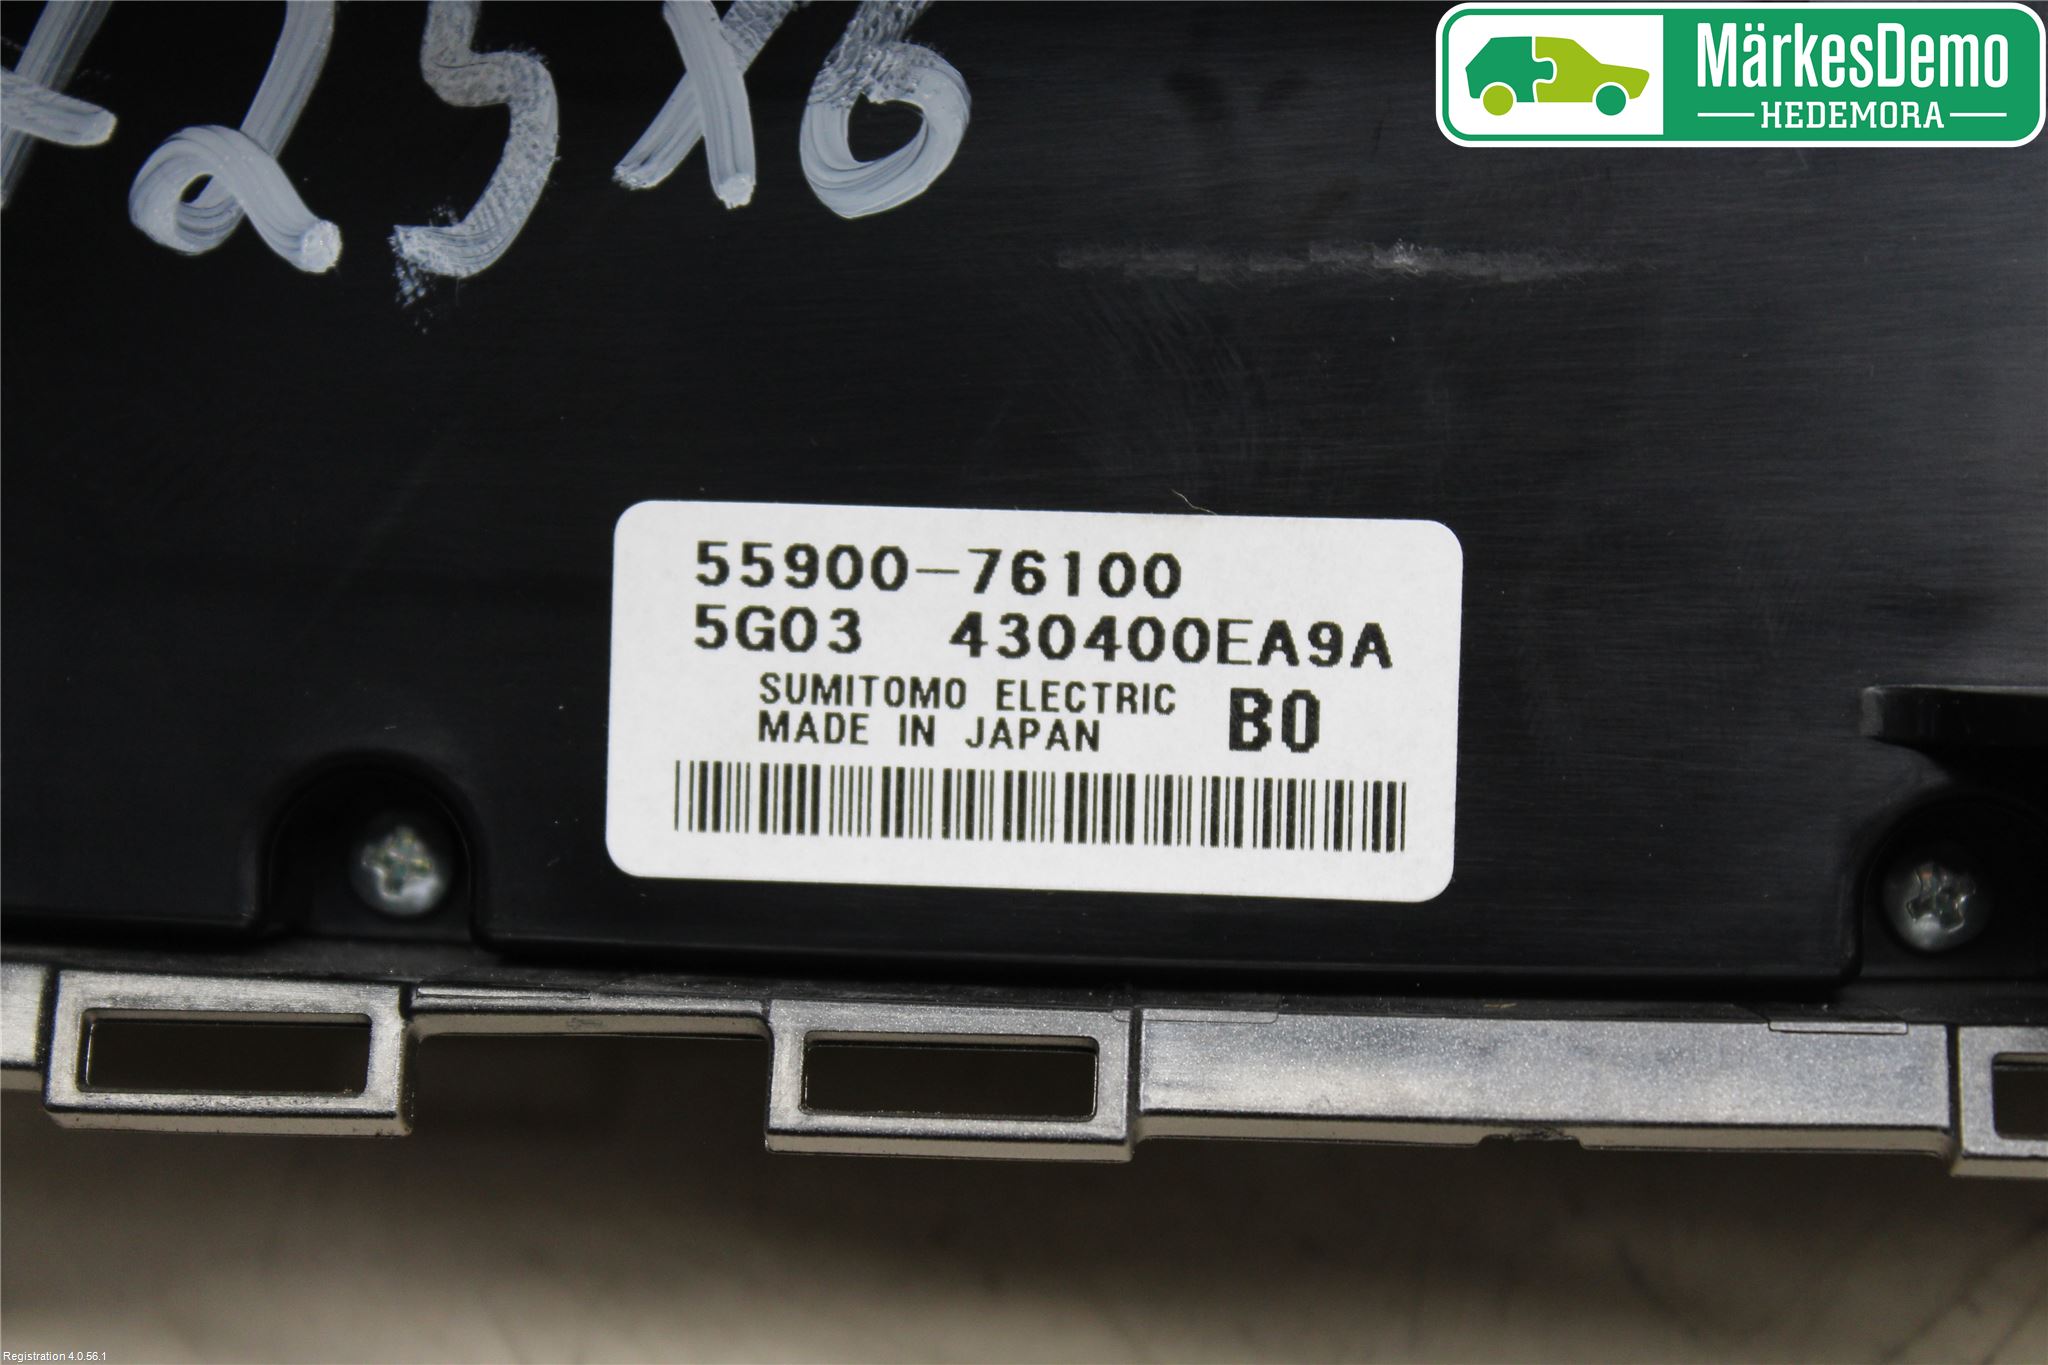 MärkesDemo
HEDEMORA
55900-76100
5G03 430400EA9A
SUMITOMO ELECTRIC
MADE IN JAPAN B0
Registration 4.0.56.1